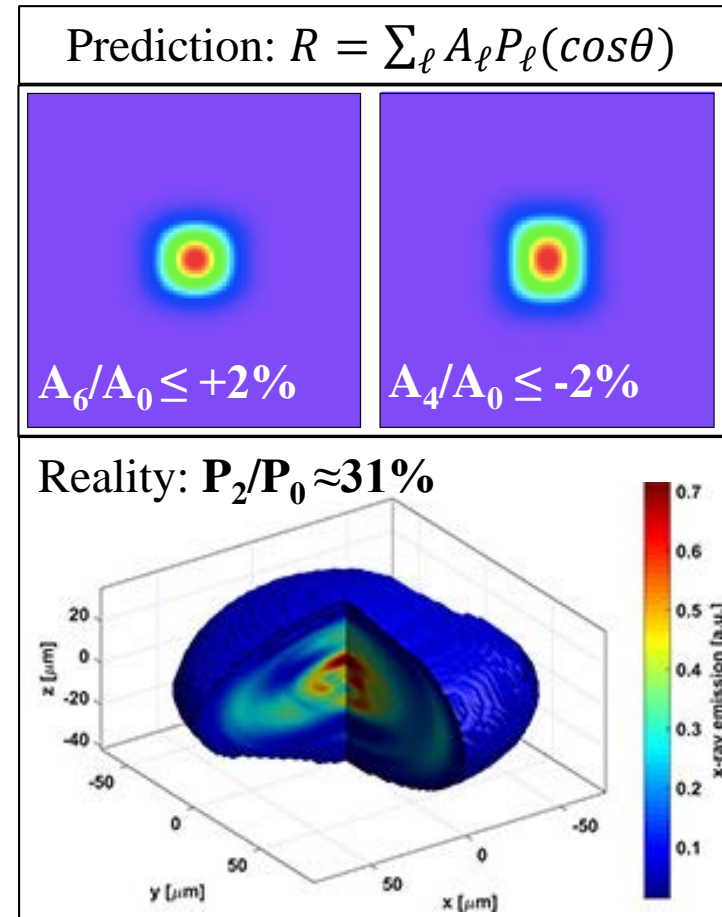 Prediction: R = ∑ℓ AℓPℓ(cosθ)
A₆/A₀ ≤ +2%
A₄/A₀ ≤ -2%
Reality: P₂/P₀ ≈31%
0.7
0.6
0.5
0.4
0.3
0.2
0.1
x-ray emission [a.u.]
20
0
-20
-40
z [μm]
-50
0
50
y [μm]
50
0
-50
x [μm]